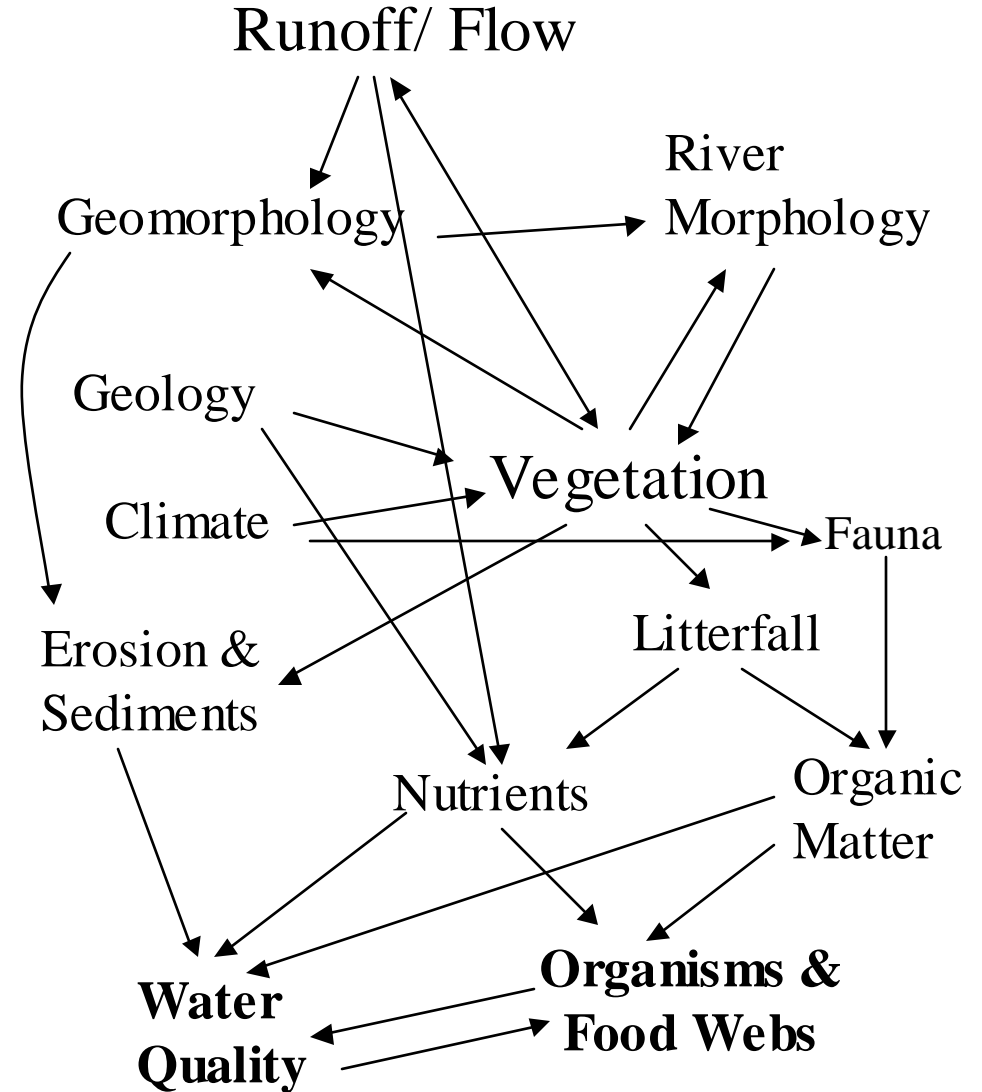 Runoff/ Flow
River
Morphology
Geomorphology
Geology
Vegetation
Climate
Fauna
Litterfall
Erosion &
Sediments
Nutrients
Organic
Matter
Organisms &
Food Webs
Water
Quality